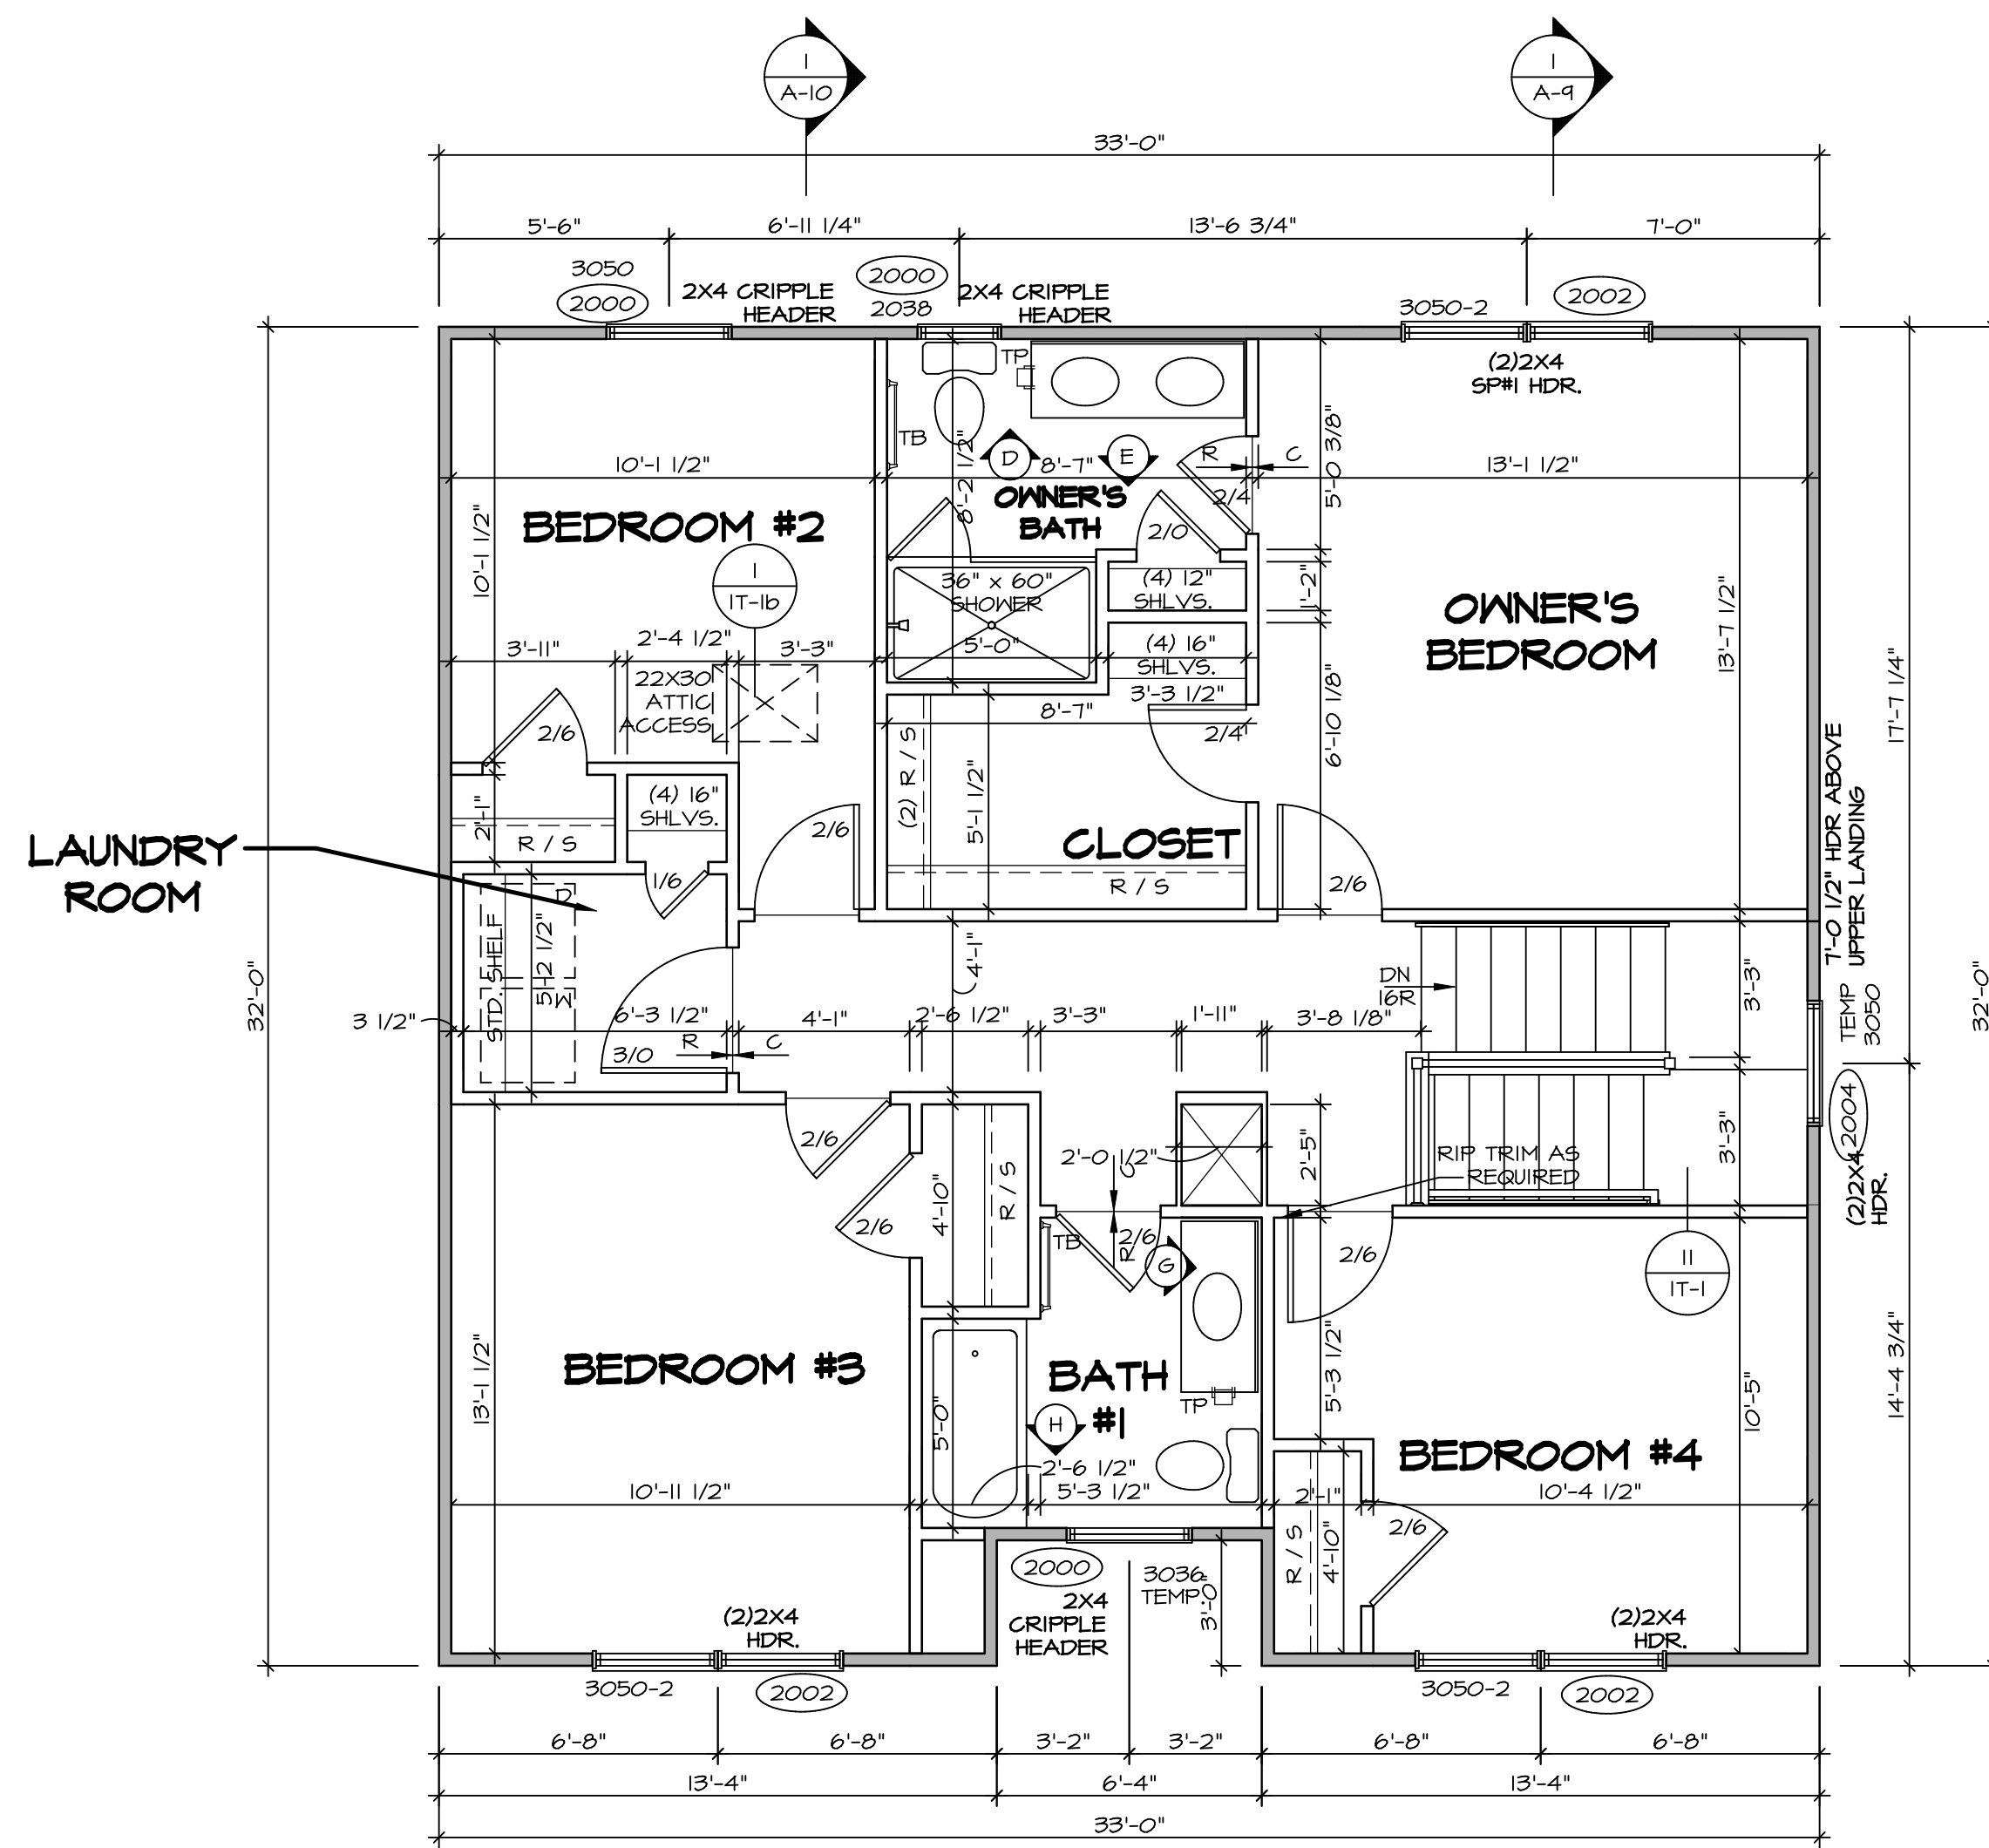 1
A-10
1
A-9
33'-0"
5'-6"
6'-11 1/4"
13'-6 3/4"
7'-0"
3050
2000
2X4 CRIPPLE
HEADER
2000
2038
2X4 CRIPPLE
HEADER
3050-2
2002
(2)2X4
SP#1 HDR.
TP
TB
D
E
R
C
10'-1 1/2"
8'-7"
13'-1 1/2"
8'-2 1/2"
5'-0 3/8"
OWNER'S
BATH
2/4
2/0
BEDROOM #2
10'-1 1/2"
1
1T-1b
36" x 60"
SHOWER
5'-0"
(4) 12"
SHLVS.
1'-2"
(4) 16"
SHLVS.
3'-3 1/2"
OWNER'S
BEDROOM
13'-7 1/2"
3'-11"
2'-4 1/2"
3'-3"
22X30
ATTIC
ACCESS
2/6
8'-7"
2/4
6'-10 1/8"
17'-7 1/4"
(2) R / S
5'-1 1/2"
(4) 16"
SHLVS.
2'-1"
R / S
2/6
CLOSET
R / S
2/6
7'-0 1/2" HDR ABOVE
UPPER LANDING
LAUNDRY
ROOM
1/6
D
W
STD. SHELF
5'-2 1/2"
32'-0"
4'-1"
DN
16R
3'-3"
TEMP
3050
32'-0"
3 1/2"
6'-3 1/2"
4'-1"
2'-6 1/2"
3'-3"
1'-11"
3'-8 1/8"
3/0
R
C
2004
(2)2X4
HDR.
2/6
2'-0 1/2"
C
2'-5"
RIP TRIM AS
REQUIRED
3'-3"
4'-10"
R / S
2/6
TB
R
2/6
G
2/6
11
1T-1
BEDROOM #3
13'-1 1/2"
BATH
#1
H
TP
5'-0"
5'-3 1/2"
BEDROOM #4
10'-5"
14'-4 3/4"
10'-11 1/2"
2'-6 1/2"
5'-3 1/2"
2'-1"
10'-4 1/2"
R / S
4'-10"
2/6
2000
3036
TEMP.
3'-0"
2X4
CRIPPLE
HEADER
(2)2X4
HDR.
(2)2X4
HDR.
3050-2
2002
3050-2
2002
6'-8"
6'-8"
3'-2"
3'-2"
6'-8"
6'-8"
13'-4"
6'-4"
13'-4"
33'-0"